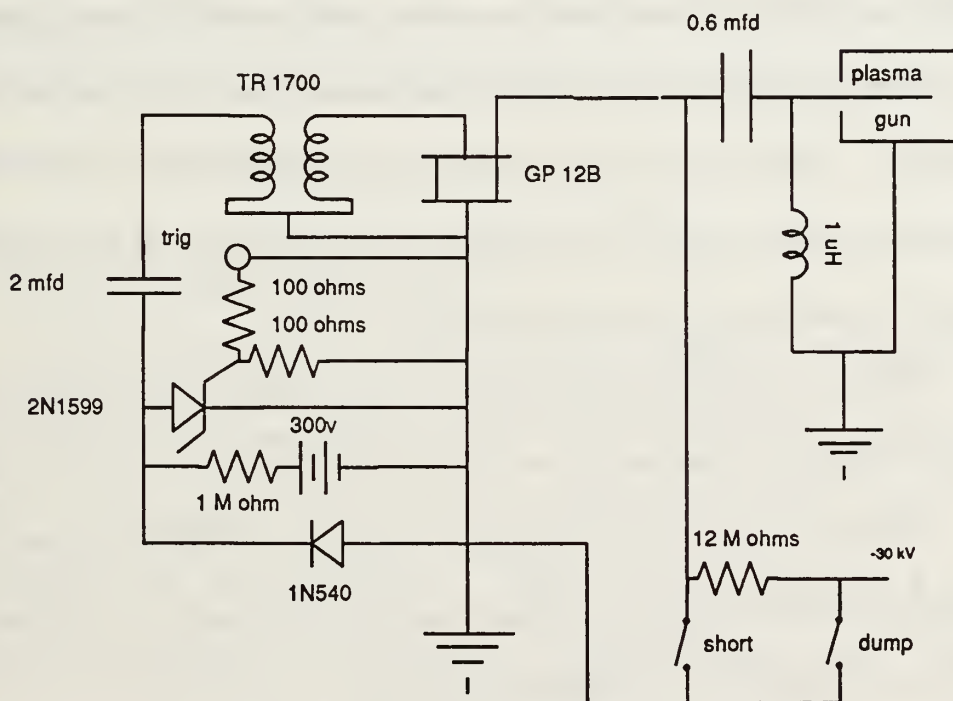 0.6 mfd
TR 1700
plasma
gun
GP 12B
trig
2 mfd
100 ohms
100 ohms
1 uH
2N1599
300v
1 M ohm
12 M ohms
-30 kV
1N540
short
dump